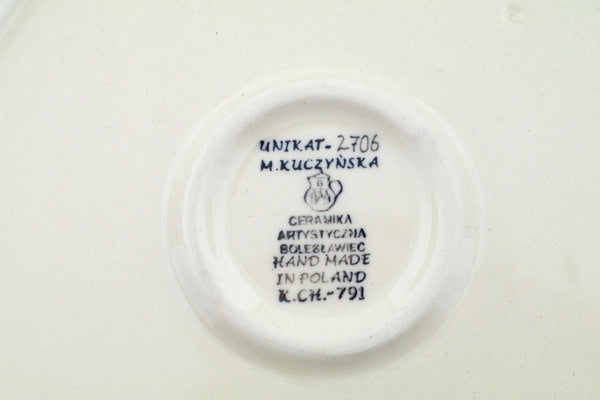 UNIKAT-2706
M.KUCZYŃSKA
CERAMIKA
ARTYSTYCZNA
BOLESŁAWIEC
HAND MADE
IN POLAND
K.CH.-791